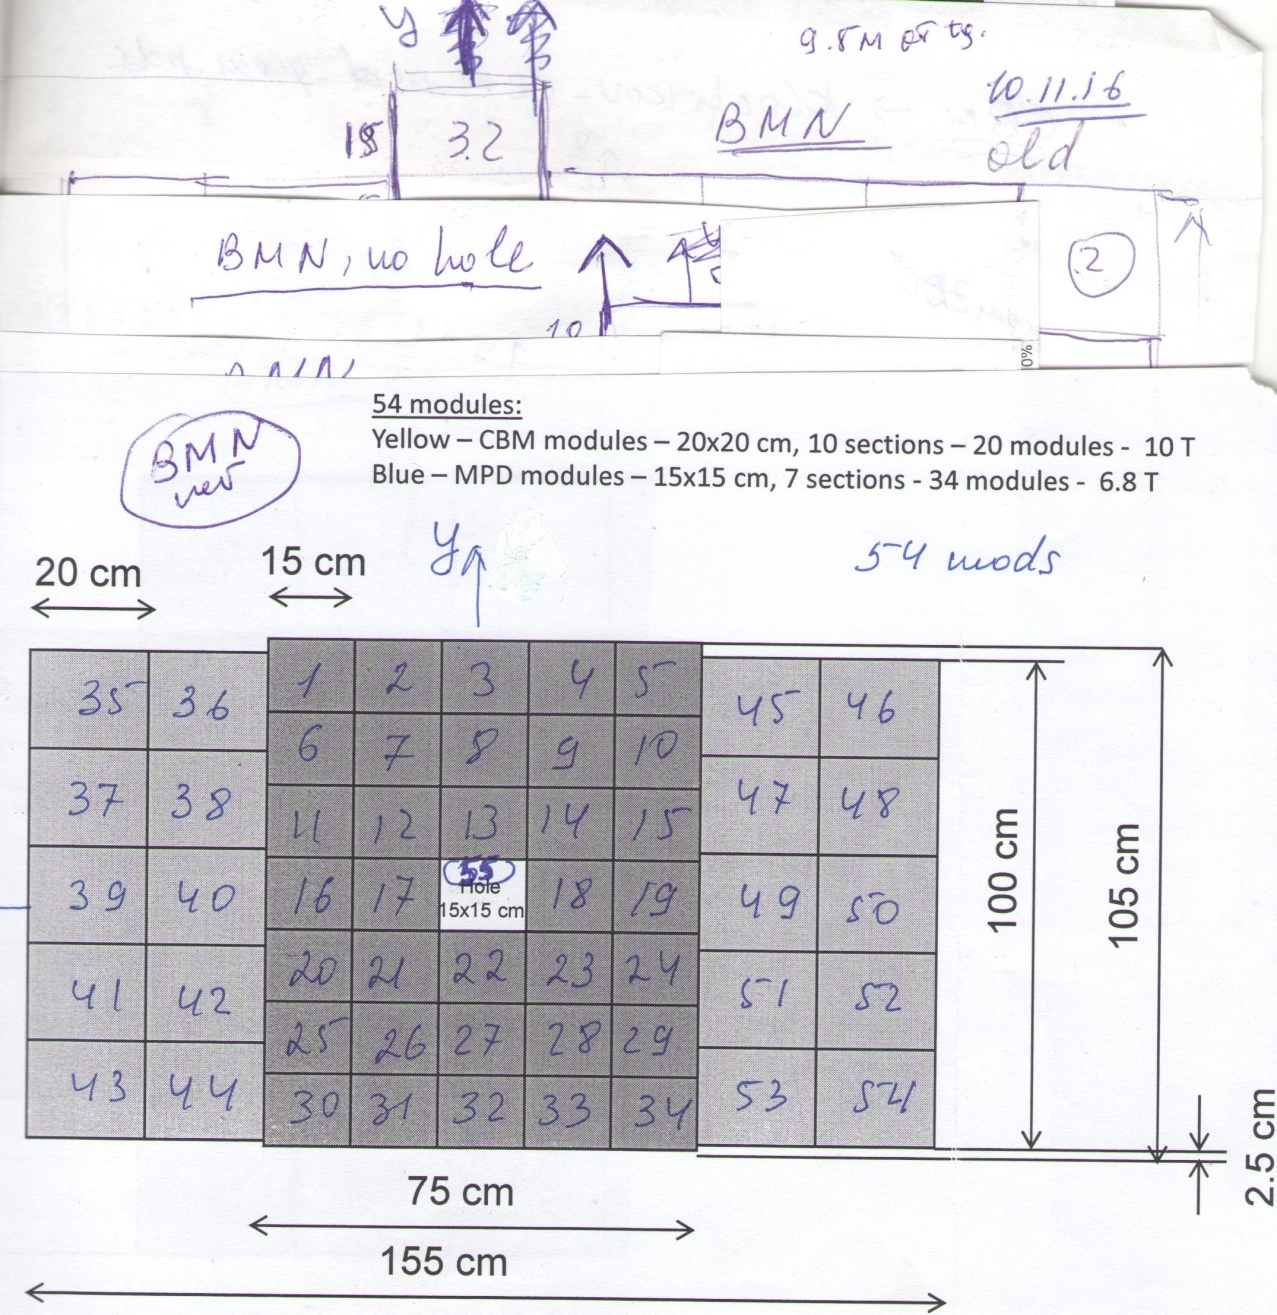 y
9.8м от tg.
10.11.16
BMN
old
15 32
BMN, no hole
2
10
0%
54 modules:
Yellow – CBM modules – 20x20 cm, 10 sections – 20 modules - 10 T
Blue – MPD modules – 15x15 cm, 7 sections - 34 modules - 6.8 T
BMN
y
54 mods
20 cm
15 cm
1 2 3 4 5
35 36
45 46
6 7 8 9 10
37 38
47 48
11 12 13 14 15
55
Hole
15x15 cm
39 40 16 17 18 19 49 50
100 cm
105 cm
20 21 22 23 24
41 42
51 52
25 26 27 28 29
43 44 30 31 32 33 34 53 54
2.5 cm
75 cm
155 cm